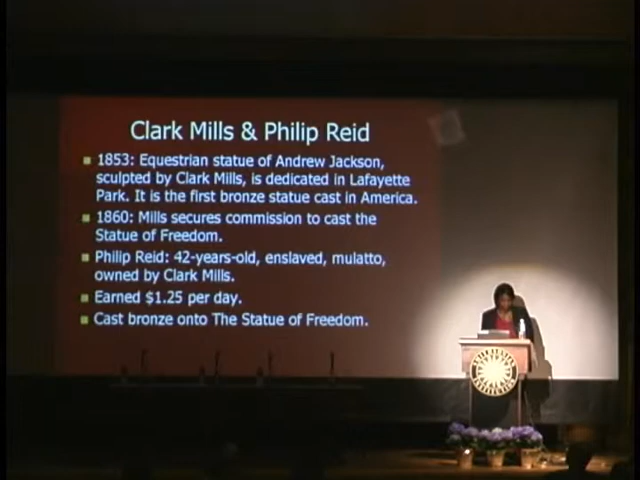 Clark Mills & Philip Reid
1853: Equestrian statue of Andrew Jackson,
sculpted by Clark Mills, is dedicated in Lafayette
Park. It is the first bronze statue cast in America.
1860: Mills secures commission to cast the
Statue of Freedom.
Philip Reid: 42-years-old, enslaved, mulatto,
owned by Clark Mills.
Earned $1.25 per day.
Cast bronze onto The Statue of Freedom.